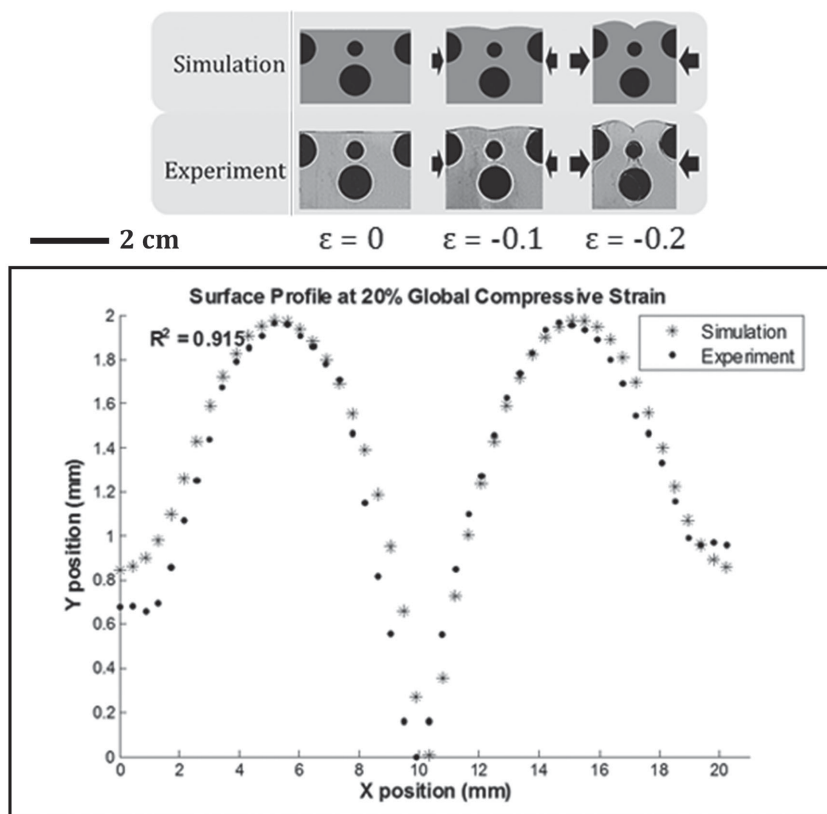 Simulation
Experiment
2 cm
ε = 0
ε = -0.1
ε = -0.2
Surface Profile at 20% Global Compressive Strain
R² = 0.915
Simulation
Experiment
Y position (mm)
2
1.8
1.6
1.4
1.2
1
0.8
0.6
0.4
0.2
0
0 2 4 6 8 10 12 14 16 18 20
X position (mm)